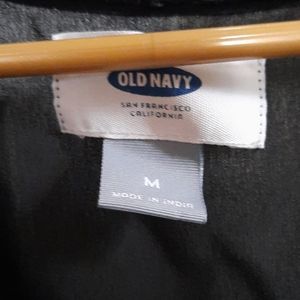 OLD NAVY
SAN FRANCISCO
CALIFORNIA
M
MADE IN INDIA